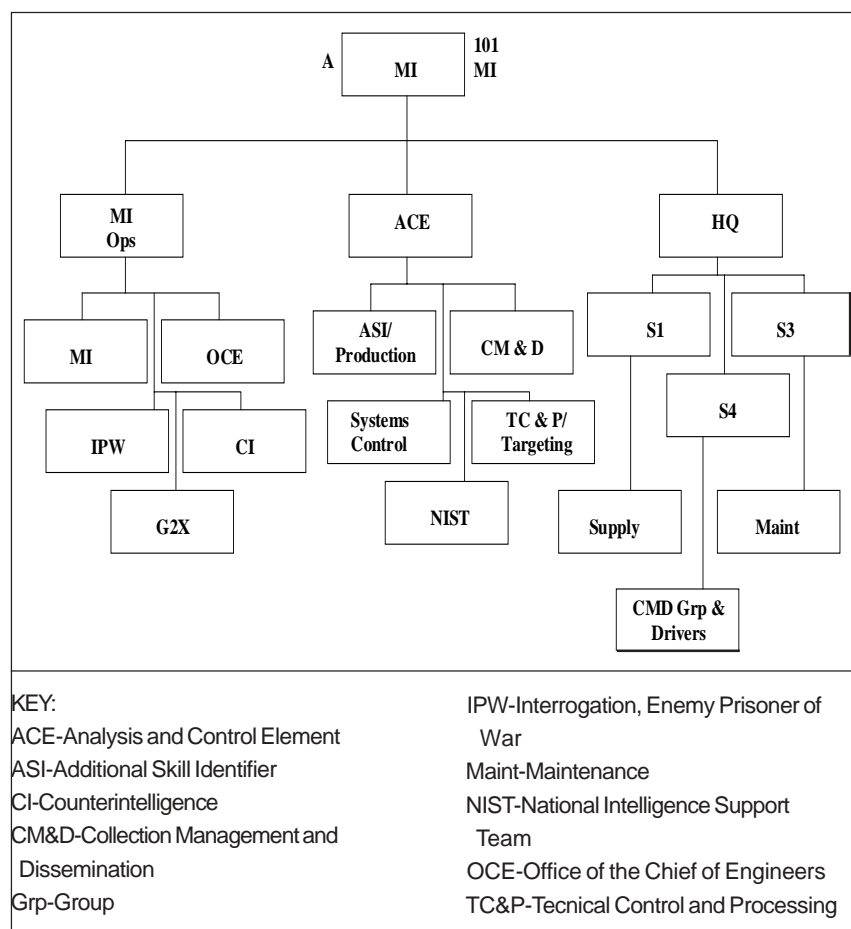 A
MI
101
MI
MI
Ops
ACE
HQ
MI
OCE
ASI/
Production
CM & D
S1
S3
IPW
CI
Systems
Control
TC & P/
Targeting
S4
G2X
NIST
Supply
Maint
CMD Grp &
Drivers
KEY:
ACE-Analysis and Control Element
ASI-Additional Skill Identifier
CI-Counterintelligence
CM&D-Collection Management and
Dissemination
Grp-Group
IPW-Interrogation, Enemy Prisoner of
War
Maint-Maintenance
NIST-National Intelligence Support
Team
OCE-Office of the Chief of Engineers
TC&P-Tecnical Control and Processing